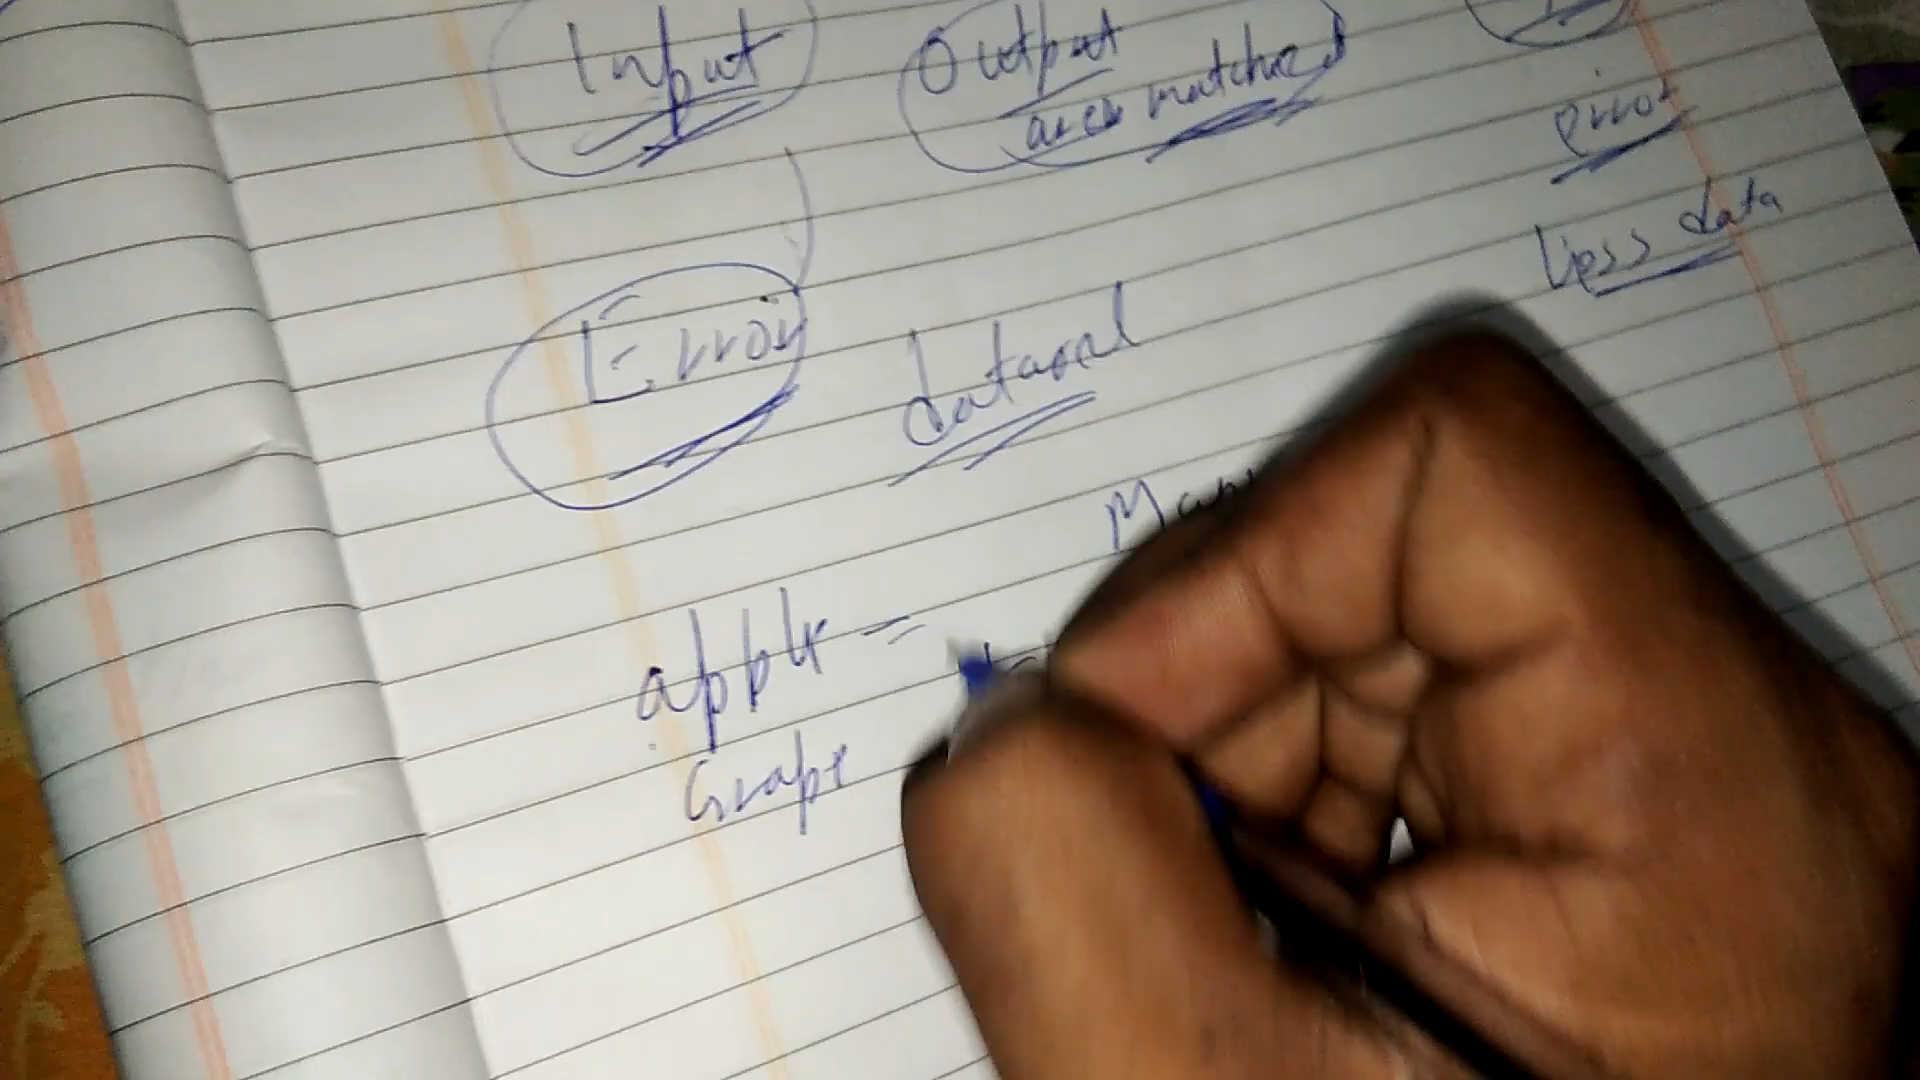 Input Output
are matched
error
Less data
Error dataset
apple =
Grape